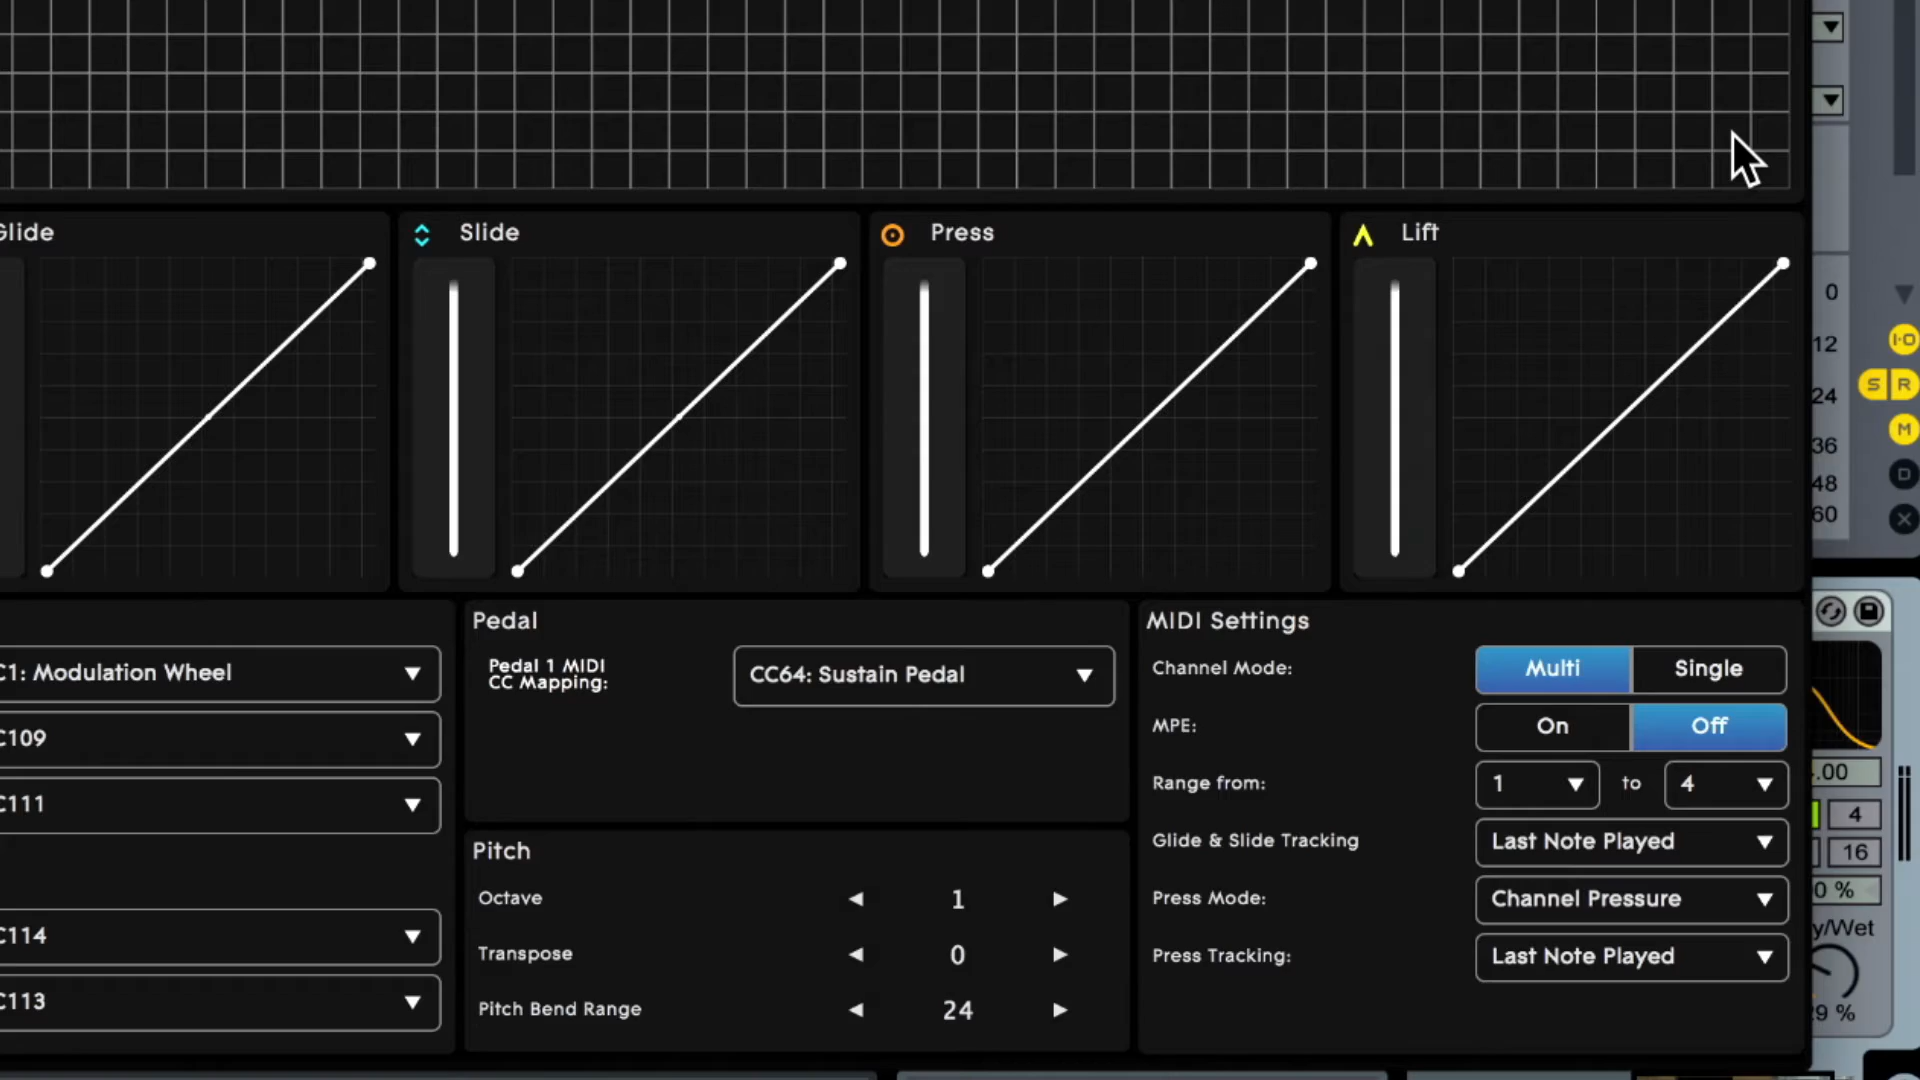 Glide
Slide
Press
Lift
0
12
24
36
48
60
I·O
S R
M
D
Pedal
Pedal 1 MIDI
CC Mapping:
CC64: Sustain Pedal
C1: Modulation Wheel
C109
C111
C114
C113
Pitch
Octave 1
Transpose 0
Pitch Bend Range 24
MIDI Settings
Channel Mode: Multi Single
MPE: On Off
Range from: 1 to 4
Glide & Slide Tracking Last Note Played
Press Mode: Channel Pressure
Press Tracking: Last Note Played
.00
4
16
0 %
y/Wet
29 %